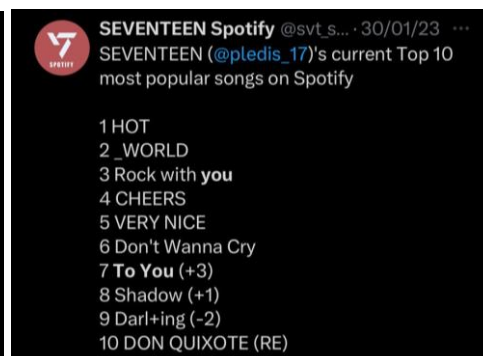 SEVENTEEN Spotify @svt_s... · 30/01/23 ···
SEVENTEEN (@pledis_17)'s current Top 10
most popular songs on Spotify
1 HOT
2 _WORLD
3 Rock with you
4 CHEERS
5 VERY NICE
6 Don't Wanna Cry
7 To You (+3)
8 Shadow (+1)
9 Darl+ing (-2)
10 DON QUIXOTE (RE)
SPOTIFY